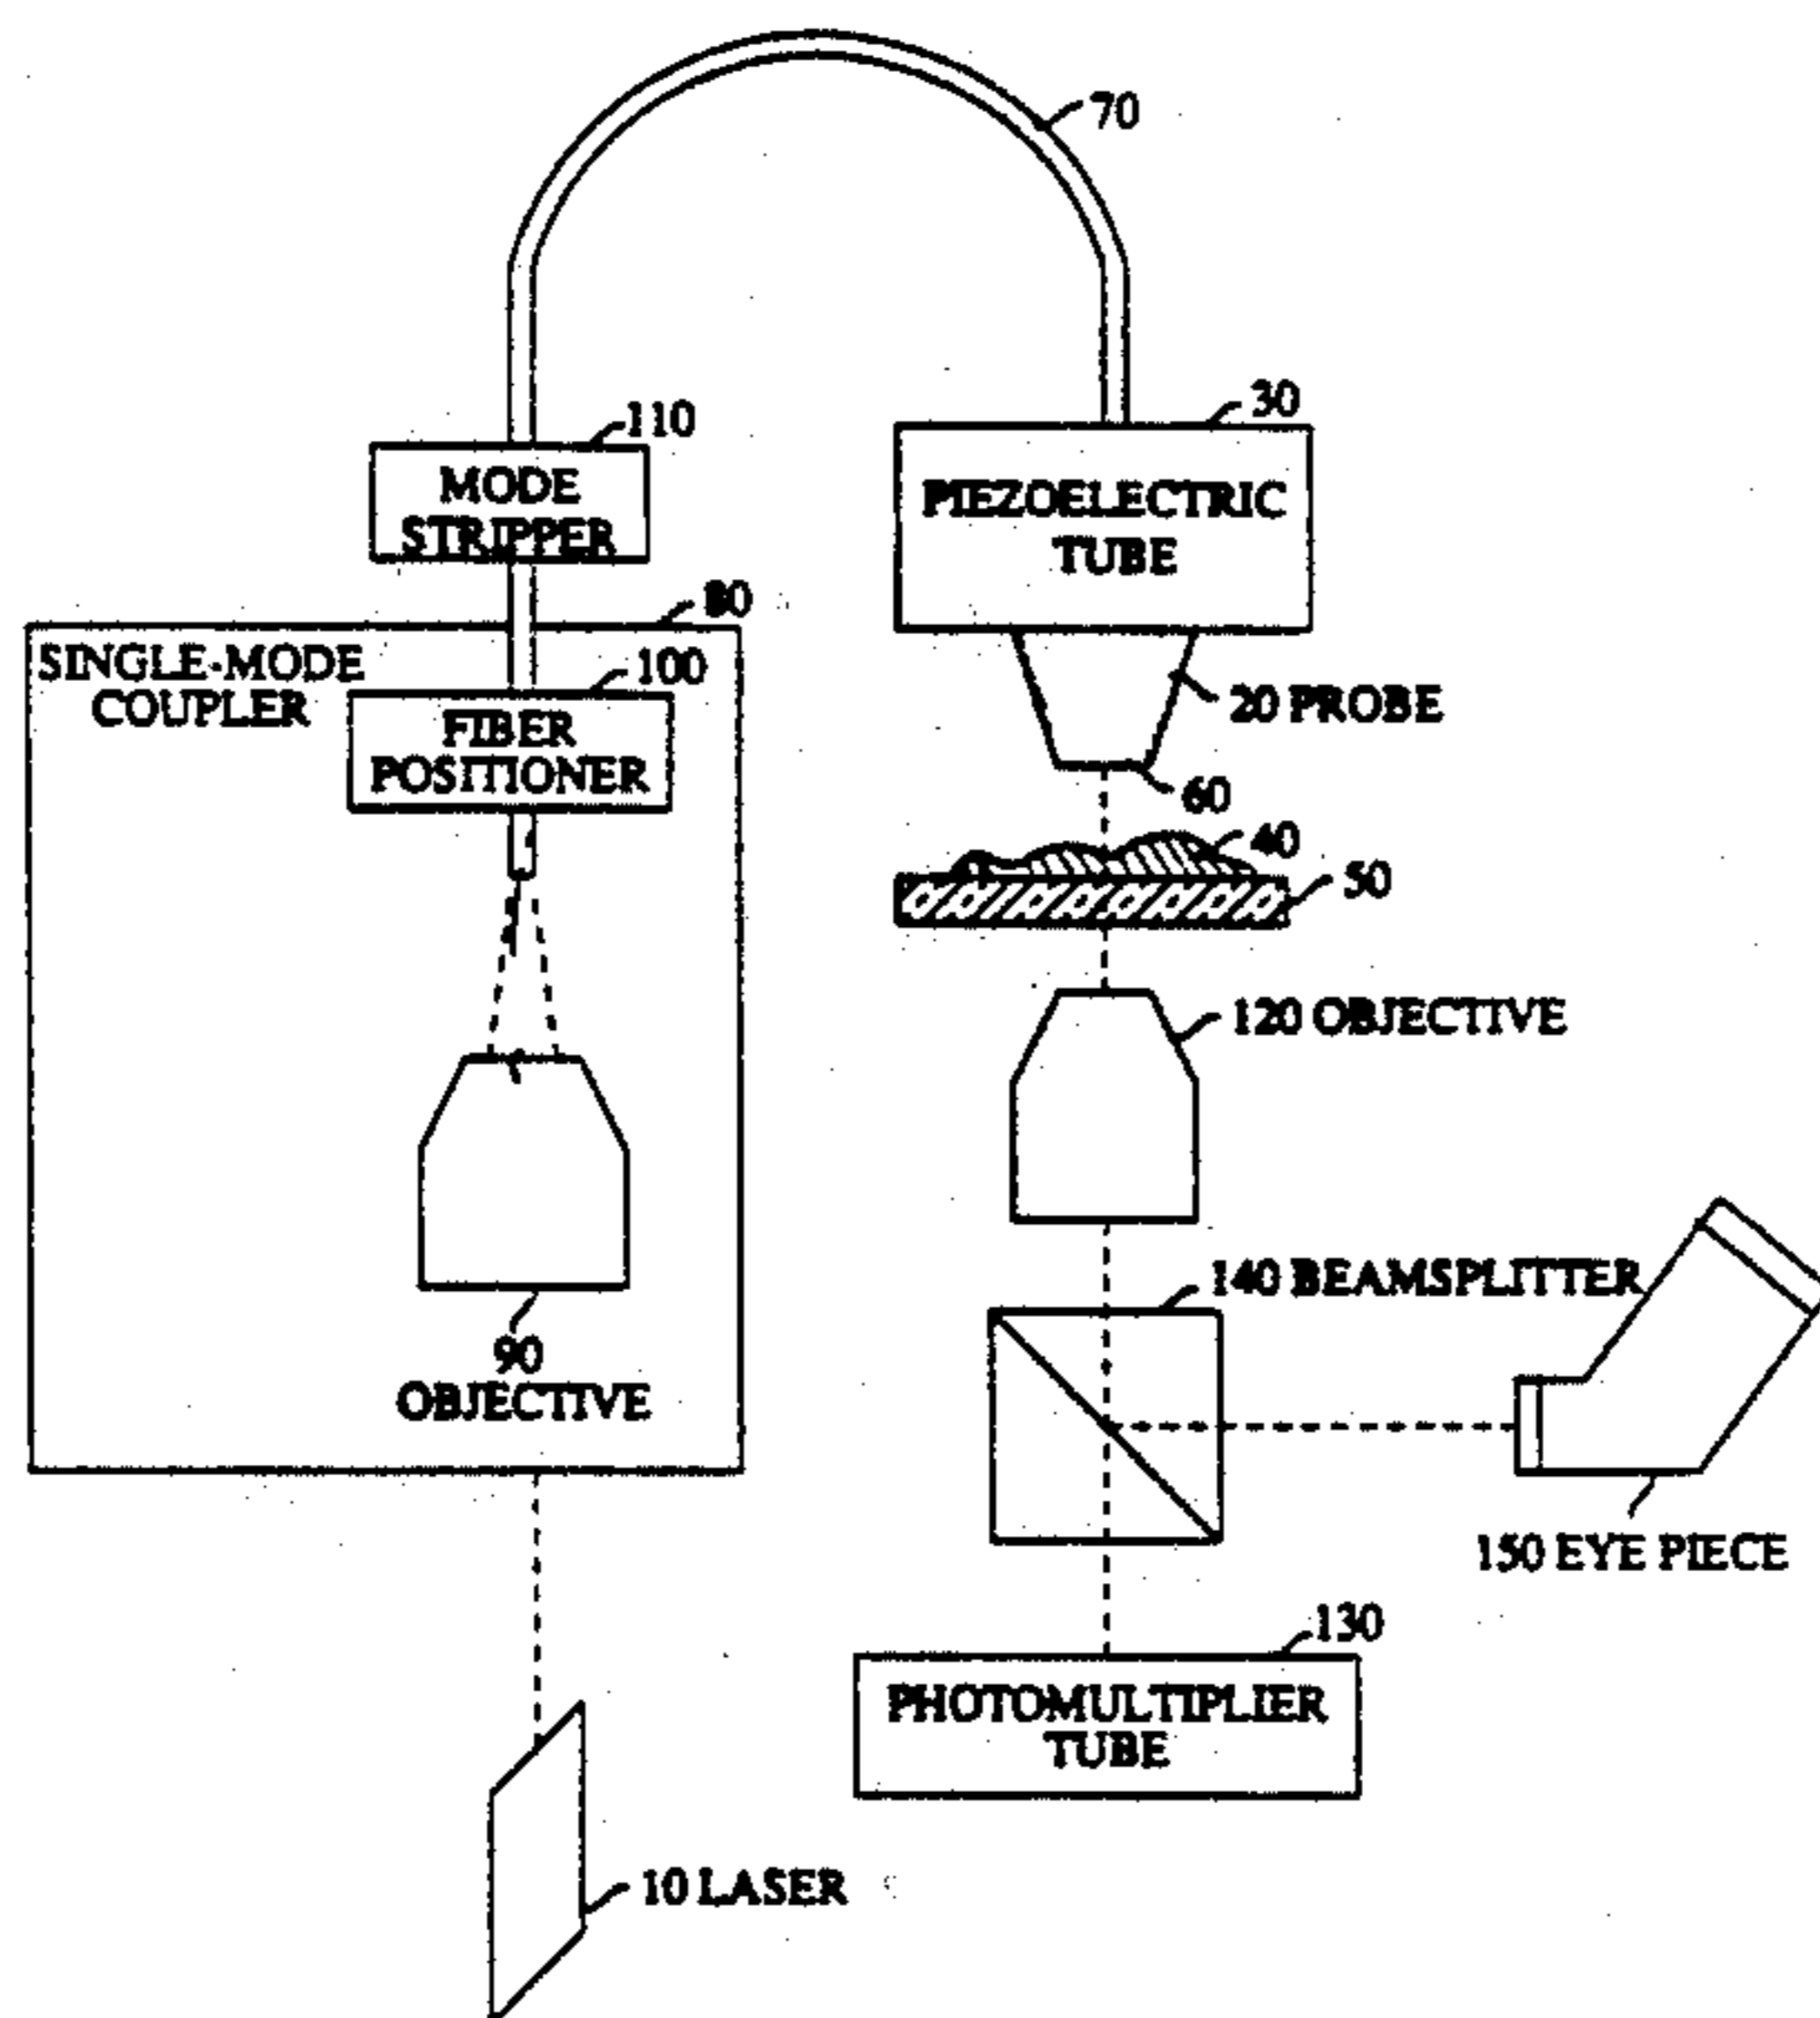 70
30
110
MODE
STRIPPER
PIEZOELECTRIC
TUBE
80
SINGLE-MODE
COUPLER
100
FIBER
POSITIONER
20 PROBE
60
40
50
120 OBJECTIVE
140 BEAMSPLITTER
90
OBJECTIVE
150 EYE PIECE
130
PHOTOMULTIPLIER
TUBE
10 LASER